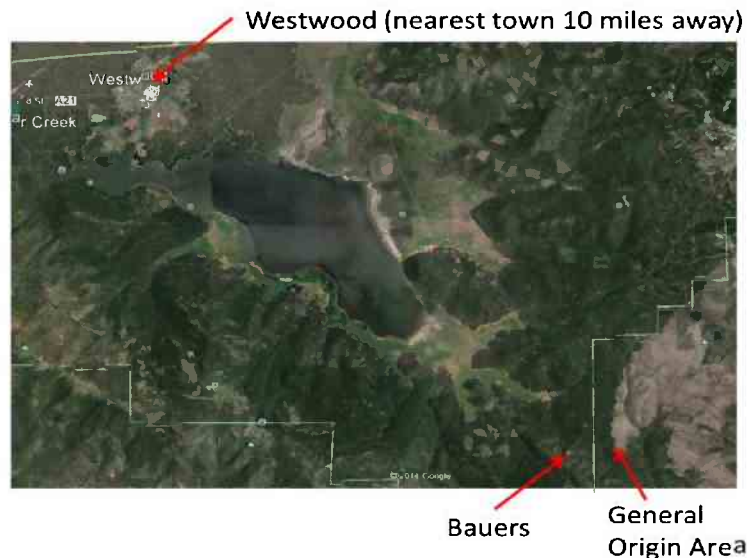 Westwood (nearest town 10 miles away)
Westw
A21
r Creek
©2014 Google
Bauers
General
Origin Area